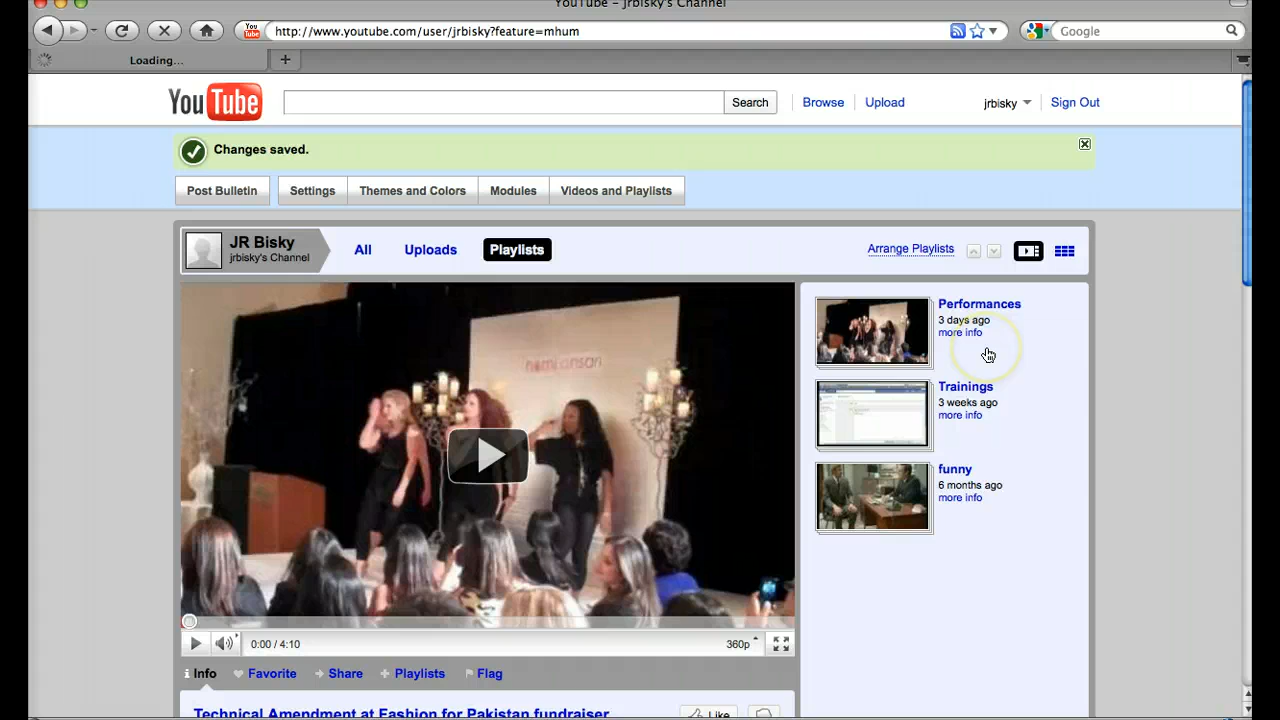 YouTube - Jrbisky's Channel
You Tube http://www.youtube.com/user/jrbisky?feature=mhum Google
Loading...
YouTube Search Browse Upload jrbisky Sign Out
Changes saved.
Post Bulletin Settings Themes and Colors Modules Videos and Playlists
JR Bisky
jrbisky's Channel
All Uploads Playlists Arrange Playlists
nomi ansari
Performances
3 days ago
more info
Trainings
3 weeks ago
more info
funny
6 months ago
more info
0:00 / 4:10 360p
Info Favorite Share Playlists Flag
Technical Amendment at Fashion for Pakistan fundraiser
Like